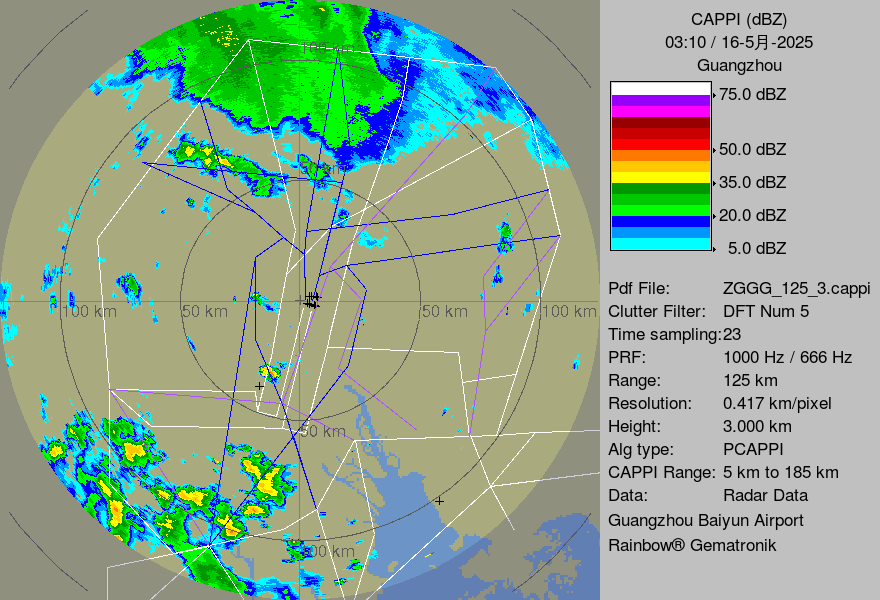 CAPPI (dBZ)
03:10 / 16-5月-2025
Guangzhou
75.0 dBZ
50.0 dBZ
35.0 dBZ
20.0 dBZ
5.0 dBZ
100 km
50 km
50 km
100 km
50 km
100 km
Pdf File: ZGGG_125_3.cappi
Clutter Filter: DFT Num 5
Time sampling:23
PRF: 1000 Hz / 666 Hz
Range: 125 km
Resolution: 0.417 km/pixel
Height: 3.000 km
Alg type: PCAPPI
CAPPI Range: 5 km to 185 km
Data: Radar Data
Guangzhou Baiyun Airport
Rainbow® Gematronik